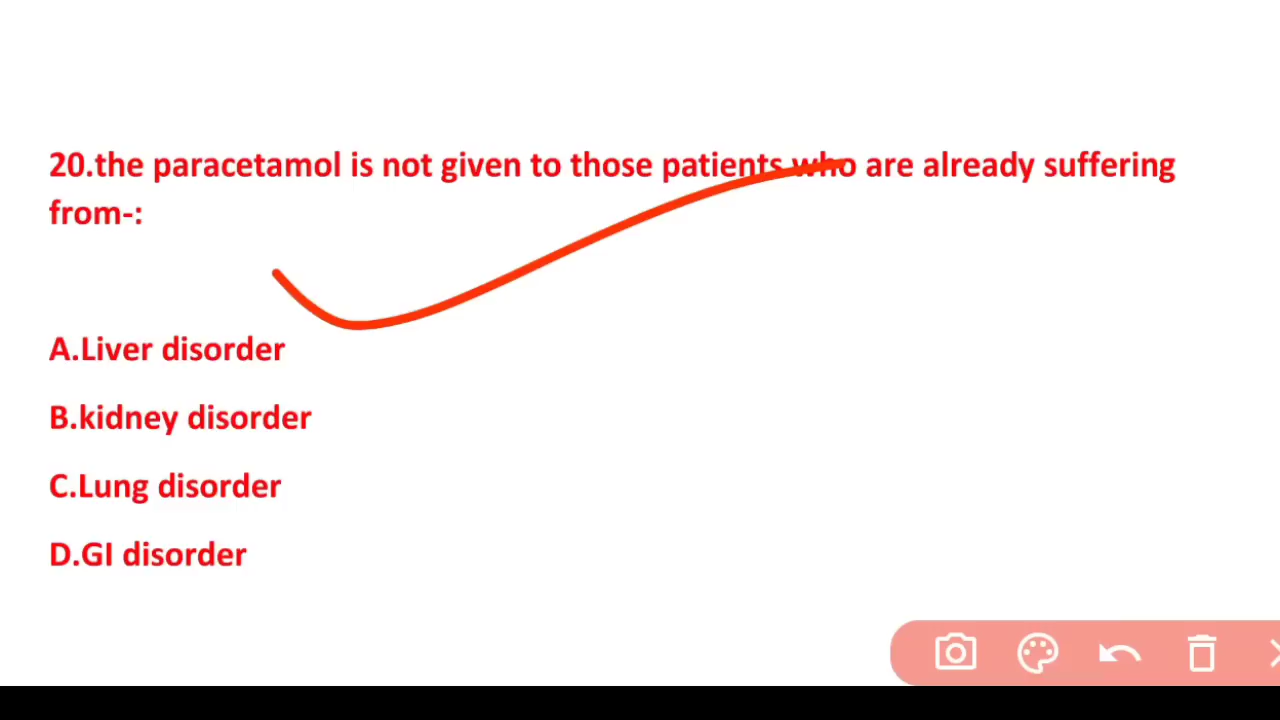 20.the paracetamol is not given to those patients who are already suffering
from-:
A.Liver disorder
B.kidney disorder
C.Lung disorder
D.GI disorder